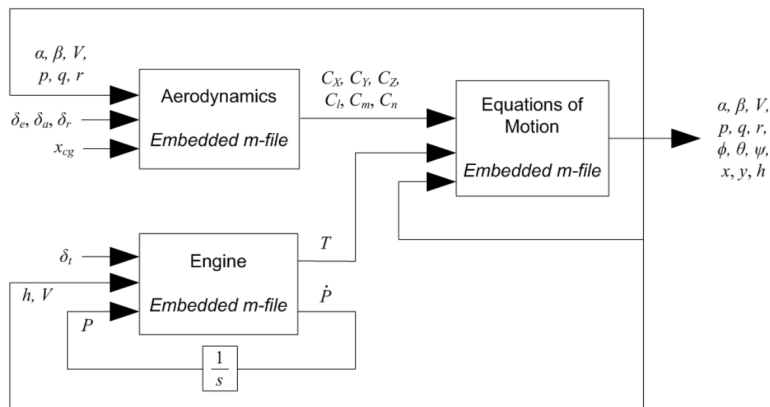 α, β, V,
p, q, r
δe, δa, δr
xcg
Aerodynamics
Embedded m-file
CX, CY, CZ,
Cl, Cm, Cn
Equations of
Motion
Embedded m-file
α, β, V,
p, q, r,
ϕ, θ, ψ,
x, y, h
δt
h, V
P
Engine
Embedded m-file
T
Ṗ
1
s